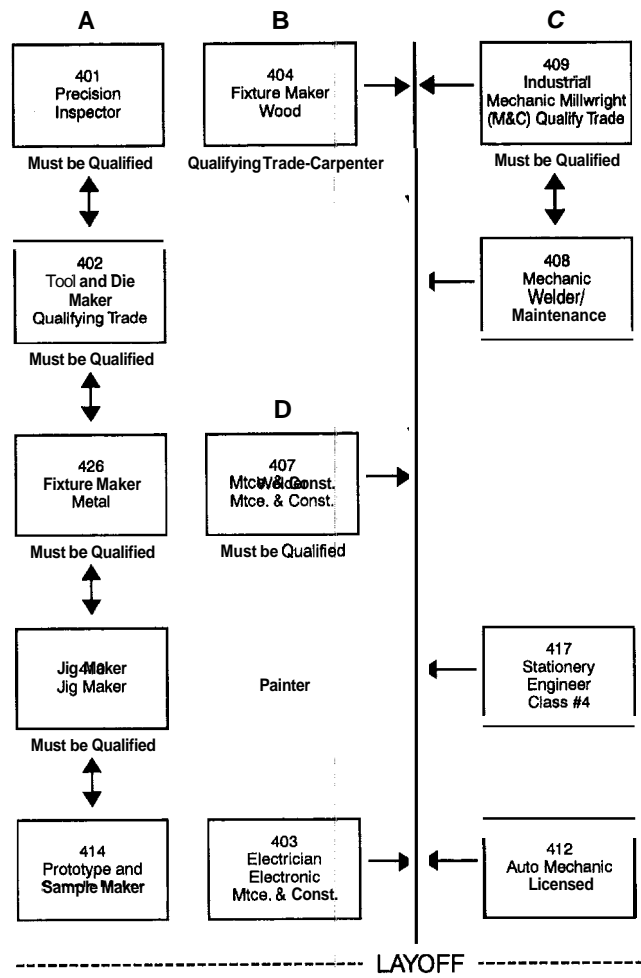 A
B
C
401
Precision
Inspector
Must be Qualified
404
Fixture Maker
Wood
Qualifying Trade-Carpenter
409
Industrial
Mechanic Millwright
(M&C) Qualify Trade
Must be Qualified
402
Tool and Die
Maker
Qualifying Trade
Must be Qualified
408
Mechanic
Welder/
Maintenance
D
426
Fixture Maker
Metal
Must be Qualified
407
Welder
Mtce. & Const.
Must be Qualified
Jig Maker
Must be Qualified
Painter
417
Stationery
Engineer
Class #4
414
Prototype and
Sample Maker
403
Electrician
Electronic
Mtce. & Const.
412
Auto Mechanic
Licensed
LAYOFF